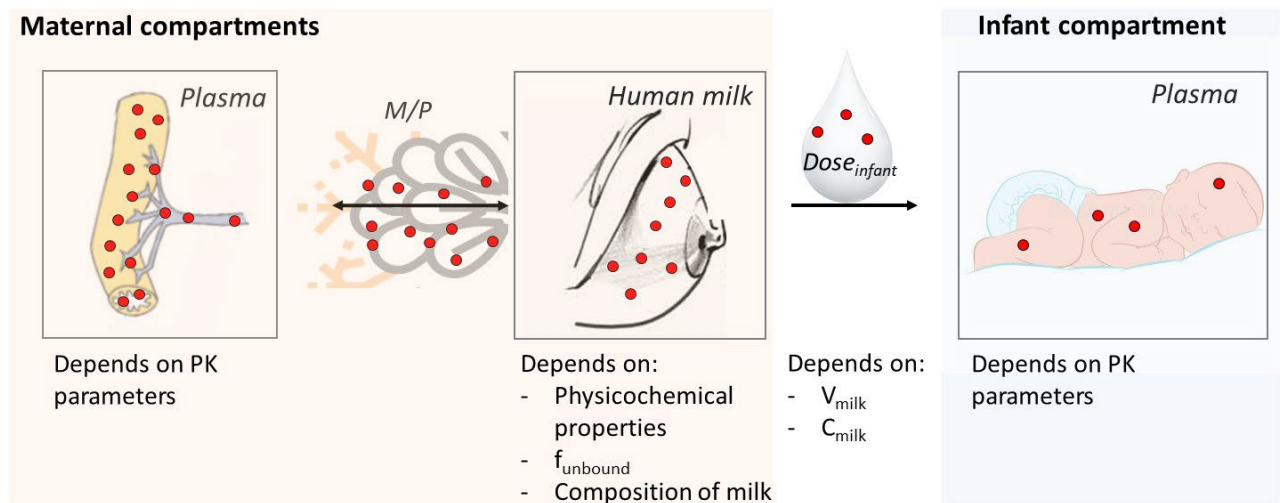 Maternal compartments
Infant compartment
Plasma
M/P
Human milk
Dose_infant
Plasma
Depends on PK
parameters
Depends on:
- Physicochemical
properties
- f_unbound
- Composition of milk
Depends on:
- V_milk
- C_milk
Depends on PK
parameters